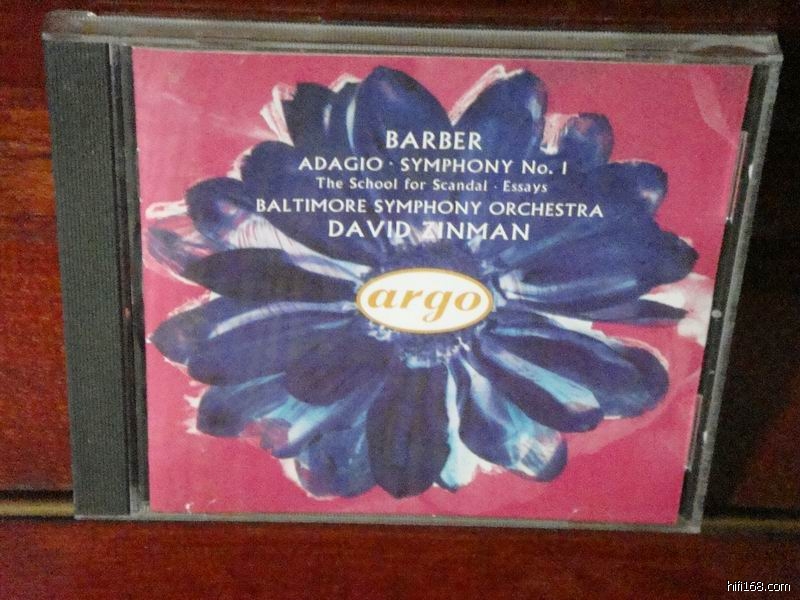 BARBER
ADAGIO · SYMPHONY No. 1
The School for Scandal · Essays
BALTIMORE SYMPHONY ORCHESTRA
DAVID ZINMAN
argo
hifi168.com